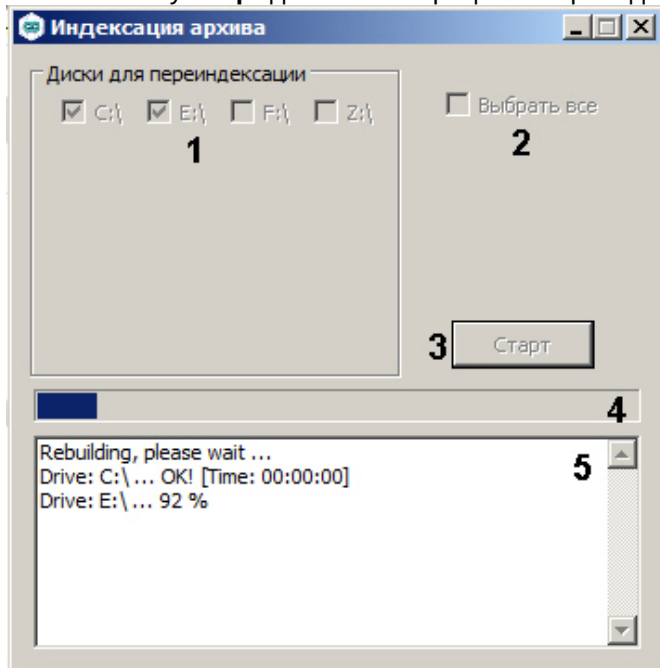 Индексация архива
Диски для переиндексации
C:\ E:\ F:\ Z:\
Выбрать все
1
2
3
Старт
4
Rebuilding, please wait ...
5
Drive: C:\ ... OK! [Time: 00:00:00]
Drive: E:\ ... 92 %